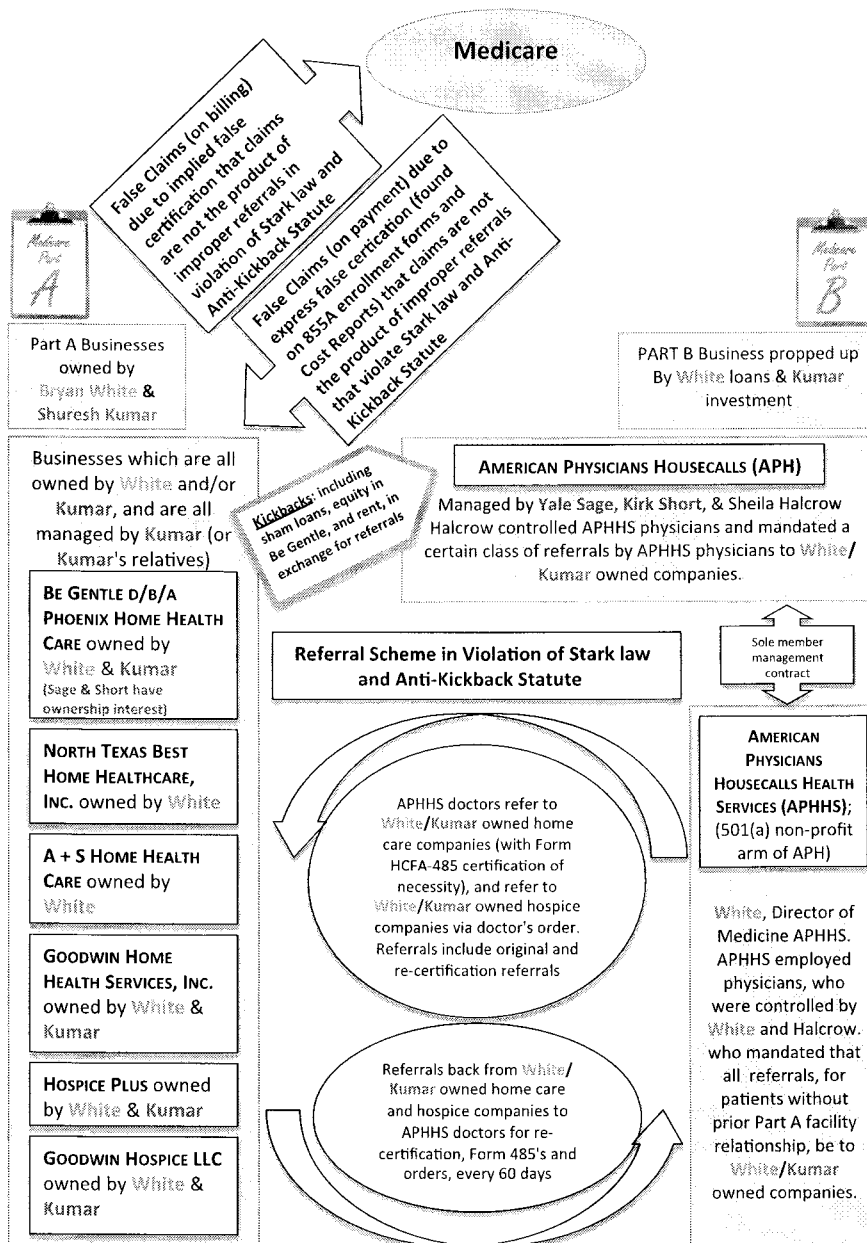 Medicare
False Claims (on billing)
due to implied false
certification that claims
are not the product of
improper referrals in
violation of Stark law and
Anti-Kickback Statute
False Claims (on payment) due to
express false certication (found
on 855A enrollment forms and
Cost Reports) that claims are not
the product of improper referrals
that violate Stark law and Anti-
Kickback Statute
Medicare
Part
A
Medicare
Part
B
Part A Businesses
owned by
Bryan White &
Shuresh Kumar
PART B Business propped up
By White loans & Kumar
investment
Businesses which are all
owned by White and/or
Kumar, and are all
managed by Kumar (or
Kumar's relatives)
Kickbacks: including
sham loans, equity in
Be Gentle, and rent, in
exchange for referrals
AMERICAN PHYSICIANS HOUSECALLS (APH)
Managed by Yale Sage, Kirk Short, & Sheila Halcrow
Halcrow controlled APHHS physicians and mandated a
certain class of referrals by APHHS physicians to White/
Kumar owned companies.
BE GENTLE D/B/A
PHOENIX HOME HEALTH
CARE owned by
White & Kumar
(Sage & Short have
ownership interest)
NORTH TEXAS BEST
HOME HEALTHCARE,
INC. owned by White
A + S HOME HEALTH
CARE owned by
White
GOODWIN HOME
HEALTH SERVICES, INC.
owned by White &
Kumar
HOSPICE PLUS owned
by White & Kumar
GOODWIN HOSPICE LLC
owned by White &
Kumar
Referral Scheme in Violation of Stark law
and Anti-Kickback Statute
Sole member
management
contract
APHHS doctors refer to
White/Kumar owned home
care companies (with Form
HCFA-485 certification of
necessity), and refer to
White/Kumar owned hospice
companies via doctor's order.
Referrals include original and
re-certification referrals
Referrals back from White/
Kumar owned home care
and hospice companies to
APHHS doctors for re-
certification, Form 485's and
orders, every 60 days
AMERICAN
PHYSICIANS
HOUSECALLS HEALTH
SERVICES (APHHS);
(501(a) non-profit
arm of APH)
White, Director of
Medicine APHHS.
APHHS employed
physicians, who
were controlled by
White and Halcrow.
who mandated that
all referrals, for
patients without
prior Part A facility
relationship, be to
White/Kumar
owned companies.